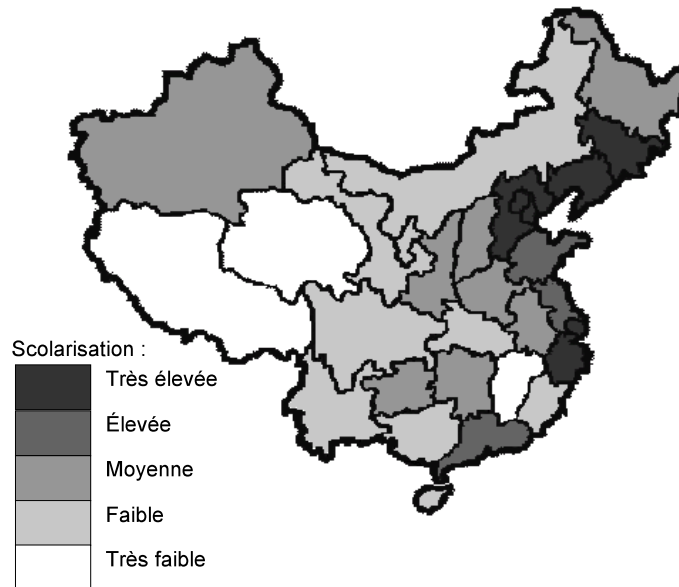 Scolarisation :
Très élevée
Élevée
Moyenne
Faible
Très faible